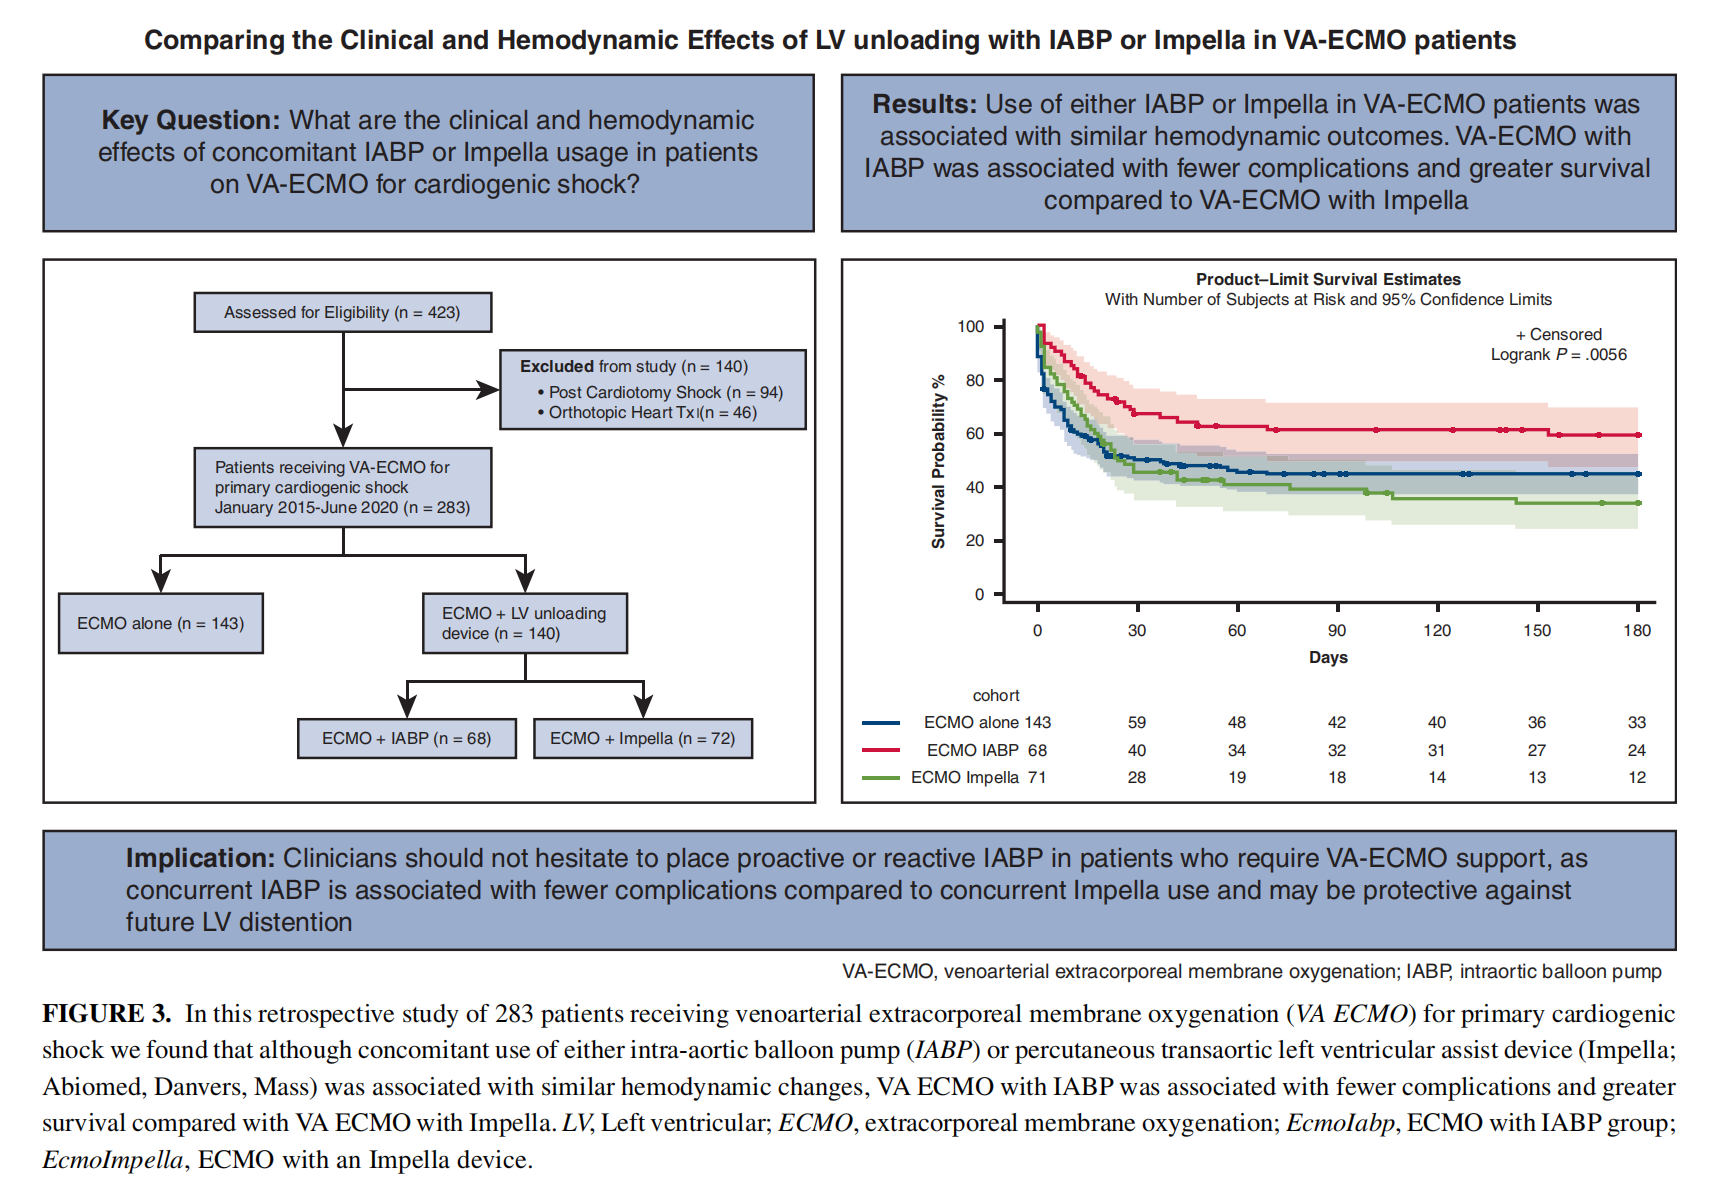 Comparing the Clinical and Hemodynamic Effects of LV unloading with IABP or Impella in VA-ECMO patients
Key Question: What are the clinical and hemodynamic
effects of concomitant IABP or Impella usage in patients
on VA-ECMO for cardiogenic shock?
Results: Use of either IABP or Impella in VA-ECMO patients was
associated with similar hemodynamic outcomes. VA-ECMO with
IABP was associated with fewer complications and greater survival
compared to VA-ECMO with Impella
Assessed for Eligibility (n = 423)
Excluded from study (n = 140)
• Post Cardiotomy Shock (n = 94)
• Orthotopic Heart Tx (n = 46)
Patients receiving VA-ECMO for
primary cardiogenic shock
January 2015-June 2020 (n = 283)
ECMO alone (n = 143)
ECMO + LV unloading
device (n = 140)
ECMO + IABP (n = 68)
ECMO + Impella (n = 72)
Product–Limit Survival Estimates
With Number of Subjects at Risk and 95% Confidence Limits
+ Censored
Logrank P = .0056
Survival Probability %
100
80
60
40
20
0
0 30 60 90 120 150 180
Days
cohort
ECMO alone 143 59 48 42 40 36 33
ECMO IABP 68 40 34 32 31 27 24
ECMO Impella 71 28 19 18 14 13 12
Implication: Clinicians should not hesitate to place proactive or reactive IABP in patients who require VA-ECMO support, as
concurrent IABP is associated with fewer complications compared to concurrent Impella use and may be protective against
future LV distention
VA-ECMO, venoarterial extracorporeal membrane oxygenation; IABP, intraortic balloon pump
FIGURE 3. In this retrospective study of 283 patients receiving venoarterial extracorporeal membrane oxygenation (VA ECMO) for primary cardiogenic
shock we found that although concomitant use of either intra-aortic balloon pump (IABP) or percutaneous transaortic left ventricular assist device (Impella;
Abiomed, Danvers, Mass) was associated with similar hemodynamic changes, VA ECMO with IABP was associated with fewer complications and greater
survival compared with VA ECMO with Impella. LV, Left ventricular; ECMO, extracorporeal membrane oxygenation; EcmoIabp, ECMO with IABP group;
EcmoImpella, ECMO with an Impella device.